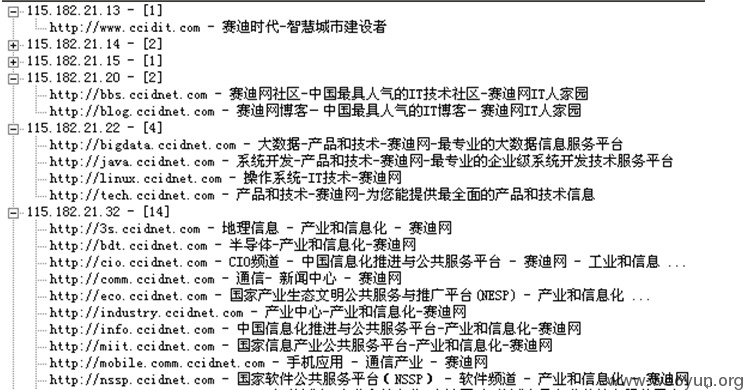 115.182.21.13 - [1]
http://www.ccidit.com - 赛迪时代-智慧城市建设者
115.182.21.14 - [2]
115.182.21.15 - [1]
115.182.21.20 - [2]
http://bbs.ccidnet.com - 赛迪网社区-中国最具人气的IT技术社区-赛迪网IT人家园
http://blog.ccidnet.com - 赛迪网博客－中国最具人气的IT博客－赛迪网IT人家园
115.182.21.22 - [4]
http://bigdata.ccidnet.com - 大数据-产品和技术-赛迪网-最专业的大数据信息服务平台
http://java.ccidnet.com - 系统开发-产品和技术-赛迪网-最专业的企业级系统开发技术服务平台
http://linux.ccidnet.com - 操作系统-IT技术-赛迪网
http://tech.ccidnet.com - 产品和技术-赛迪网-为您能提供最全面的产品和技术信息
115.182.21.32 - [14]
http://3s.ccidnet.com - 地理信息 - 产业和信息化 - 赛迪网
http://bdt.ccidnet.com - 半导体-产业和信息化-赛迪网
http://cio.ccidnet.com - CIO频道 - 中国信息化推进与公共服务平台 - 赛迪网 - 工业和信息 ...
http://comm.ccidnet.com - 通信- 新闻中心 - 赛迪网
http://eco.ccidnet.com - 国家产业生态文明公共服务与推广平台(NESP) - 产业和信息化 ...
http://industry.ccidnet.com - 产业中心-产业和信息化-赛迪网
http://info.ccidnet.com - 中国信息化推进与公共服务平台-产业和信息化-赛迪网
http://miit.ccidnet.com - 国家信息产业公共服务平台-产业和信息化-赛迪网
http://mobile.comm.ccidnet.com - 手机应用 - 通信产业 - 赛迪网
http://nssp.ccidnet.com - 国家软件公共服务平台（NSSP） - 软件频道 - 产业和信息化 - 赛迪网